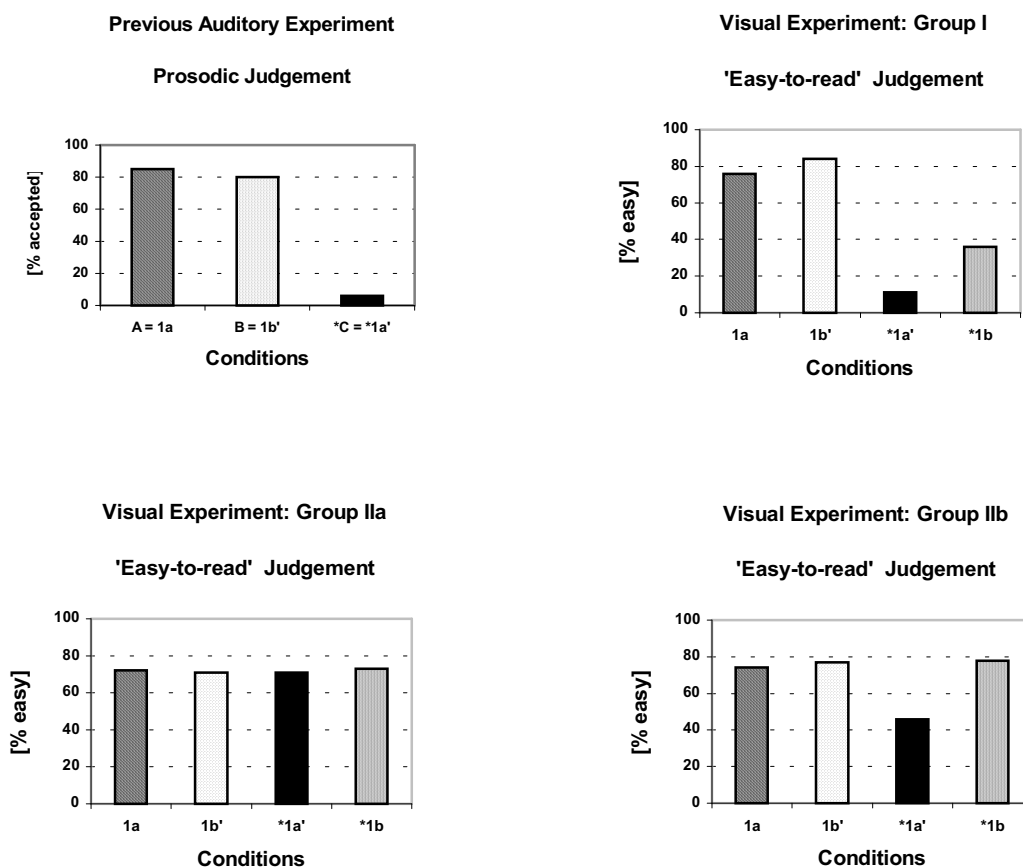 Previous Auditory Experiment
Prosodic Judgement
[% accepted]
100
80
60
40
20
0
A = 1a B = 1b' *C = *1a'
Conditions
Visual Experiment: Group I
'Easy-to-read' Judgement
[% easy]
100
80
60
40
20
0
1a 1b' *1a' *1b
Conditions
Visual Experiment: Group IIa
'Easy-to-read' Judgement
[% easy]
100
80
60
40
20
0
1a 1b' *1a' *1b
Conditions
Visual Experiment: Group IIb
'Easy-to-read' Judgement
[% easy]
100
80
60
40
20
0
1a 1b' *1a' *1b
Conditions